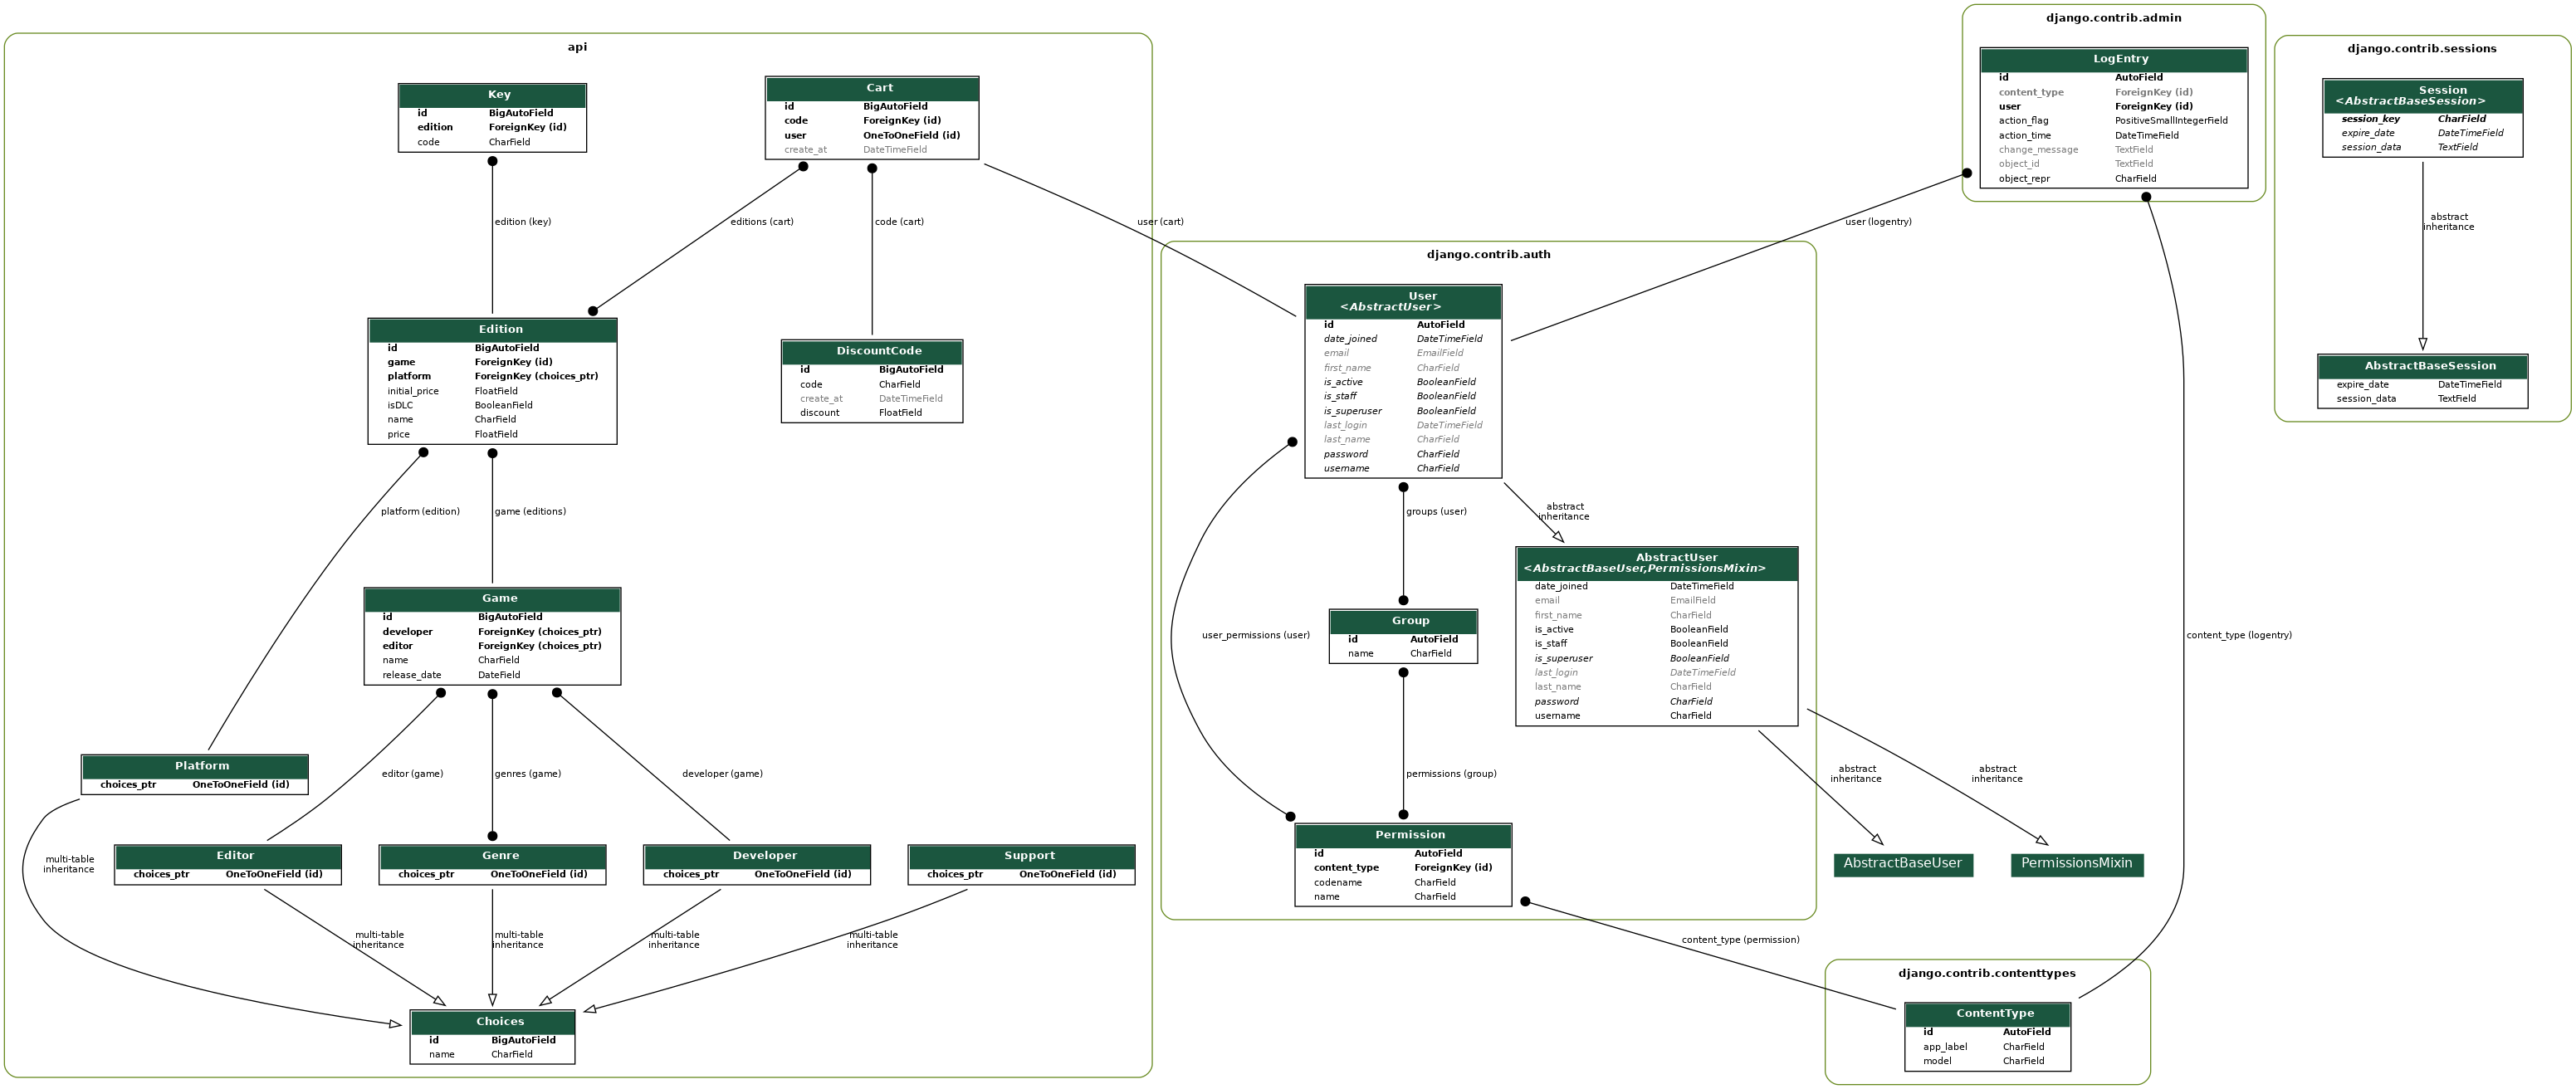 api
Key
id BigAutoField
edition ForeignKey (id)
code CharField
Cart
id BigAutoField
code ForeignKey (id)
user OneToOneField (id)
create_at DateTimeField
edition (key)
editions (cart)
code (cart)
user (cart)
Edition
id BigAutoField
game ForeignKey (id)
platform ForeignKey (choices_ptr)
initial_price FloatField
isDLC BooleanField
name CharField
price FloatField
DiscountCode
id BigAutoField
code CharField
create_at DateTimeField
discount FloatField
platform (edition)
game (editions)
Game
id BigAutoField
developer ForeignKey (choices_ptr)
editor ForeignKey (choices_ptr)
name CharField
release_date DateField
Platform
choices_ptr OneToOneField (id)
editor (game)
genres (game)
developer (game)
multi-table
inheritance
Editor
choices_ptr OneToOneField (id)
Genre
choices_ptr OneToOneField (id)
Developer
choices_ptr OneToOneField (id)
Support
choices_ptr OneToOneField (id)
multi-table
inheritance
multi-table
inheritance
multi-table
inheritance
multi-table
inheritance
Choices
id BigAutoField
name CharField
django.contrib.auth
User
<AbstractUser>
id AutoField
date_joined DateTimeField
email EmailField
first_name CharField
is_active BooleanField
is_staff BooleanField
is_superuser BooleanField
last_login DateTimeField
last_name CharField
password CharField
username CharField
groups (user)
abstract
inheritance
user_permissions (user)
Group
id AutoField
name CharField
AbstractUser
<AbstractBaseUser,PermissionsMixin>
date_joined DateTimeField
email EmailField
first_name CharField
is_active BooleanField
is_staff BooleanField
is_superuser BooleanField
last_login DateTimeField
last_name CharField
password CharField
username CharField
permissions (group)
abstract
inheritance
abstract
inheritance
Permission
id AutoField
content_type ForeignKey (id)
codename CharField
name CharField
AbstractBaseUser
PermissionsMixin
content_type (permission)
django.contrib.admin
LogEntry
id AutoField
content_type ForeignKey (id)
user ForeignKey (id)
action_flag PositiveSmallIntegerField
action_time DateTimeField
change_message TextField
object_id TextField
object_repr CharField
user (logentry)
content_type (logentry)
django.contrib.contenttypes
ContentType
id AutoField
app_label CharField
model CharField
django.contrib.sessions
Session
<AbstractBaseSession>
session_key CharField
expire_date DateTimeField
session_data TextField
abstract
inheritance
AbstractBaseSession
expire_date DateTimeField
session_data TextField